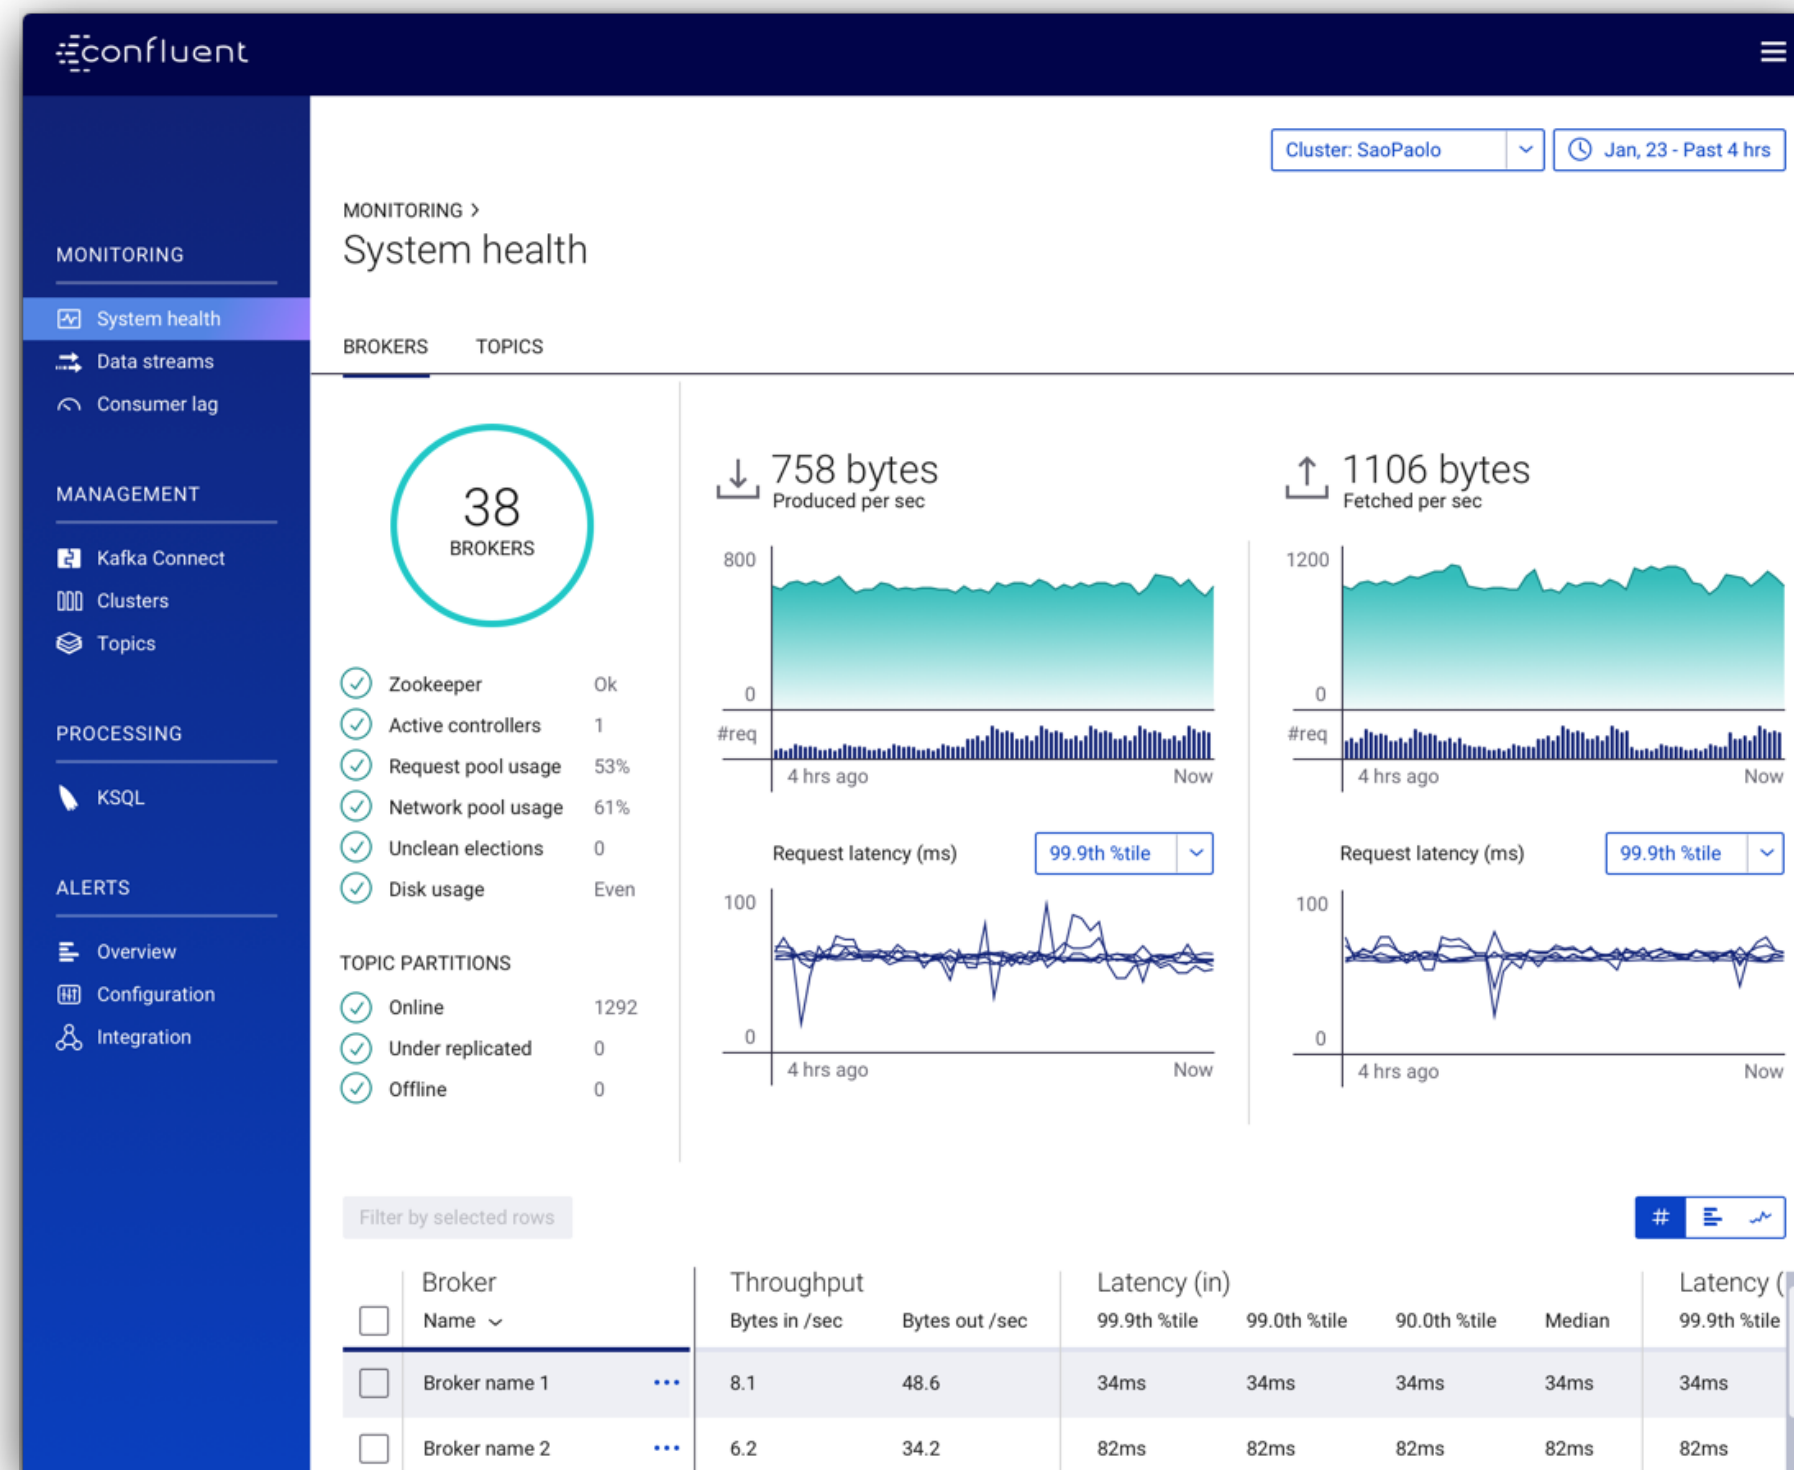 confluent
Cluster: SaoPaolo
Jan, 23 - Past 4 hrs
MONITORING
System health
Data streams
Consumer lag
MANAGEMENT
Kafka Connect
Clusters
Topics
PROCESSING
KSQL
ALERTS
Overview
Configuration
Integration
MONITORING >
System health
BROKERS TOPICS
38
BROKERS
Zookeeper Ok
Active controllers 1
Request pool usage 53%
Network pool usage 61%
Unclean elections 0
Disk usage Even
TOPIC PARTITIONS
Online 1292
Under replicated 0
Offline 0
758 bytes
Produced per sec
800
0
#req
4 hrs ago Now
Request latency (ms) 99.9th %tile
100
0
4 hrs ago Now
1106 bytes
Fetched per sec
1200
0
#req
4 hrs ago Now
Request latency (ms) 99.9th %tile
100
0
4 hrs ago Now
Filter by selected rows
#
Broker Throughput Latency (in) Latency (
Name Bytes in /sec Bytes out /sec 99.9th %tile 99.0th %tile 90.0th %tile Median 99.9th %tile
Broker name 1 ... 8.1 48.6 34ms 34ms 34ms 34ms 34ms
Broker name 2 ... 6.2 34.2 82ms 82ms 82ms 82ms 82ms